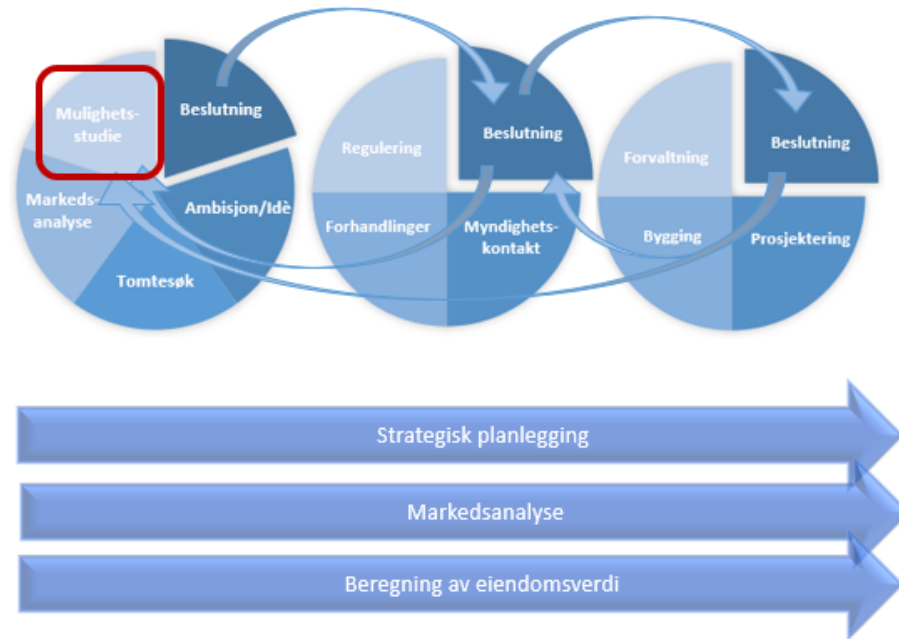 Mulighets-
studie
Beslutning
Markeds-
analyse
Ambisjon/Idè
Tomtesøk
Regulering
Beslutning
Forhandlinger
Myndighets-
kontakt
Forvaltning
Beslutning
Bygging
Prosjektering
Strategisk planlegging
Markedsanalyse
Beregning av eiendomsverdi